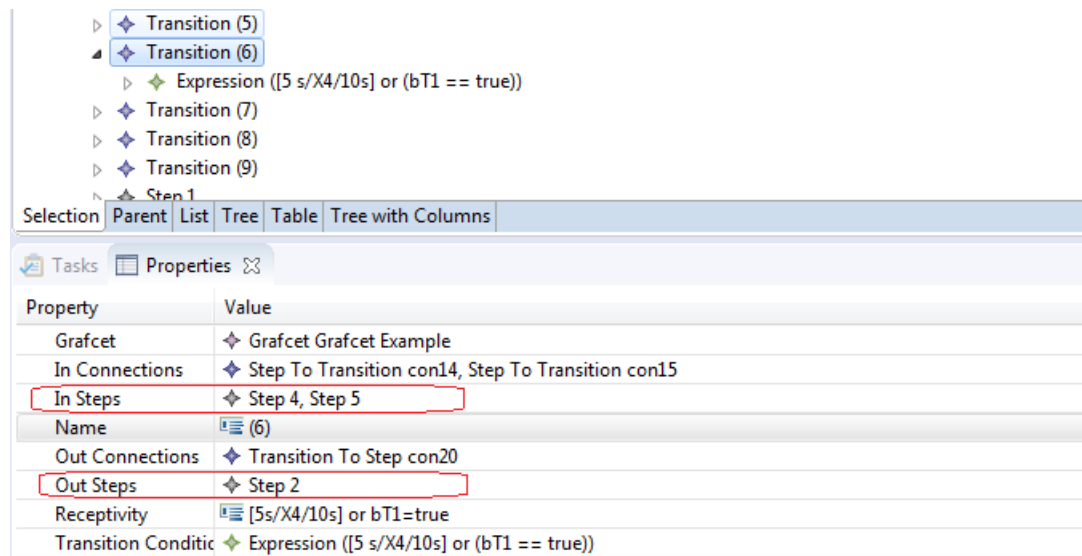 Transition (5)
Transition (6)
Expression ([5 s/X4/10s] or (bT1 == true))
Transition (7)
Transition (8)
Transition (9)
Step 1
Selection Parent List Tree Table Tree with Columns
Tasks Properties
Property Value
Grafcet Grafcet Grafcet Example
In Connections Step To Transition con14, Step To Transition con15
In Steps Step 4, Step 5
Name (6)
Out Connections Transition To Step con20
Out Steps Step 2
Receptivity [5s/X4/10s] or bT1=true
Transition Conditic Expression ([5 s/X4/10s] or (bT1 == true))